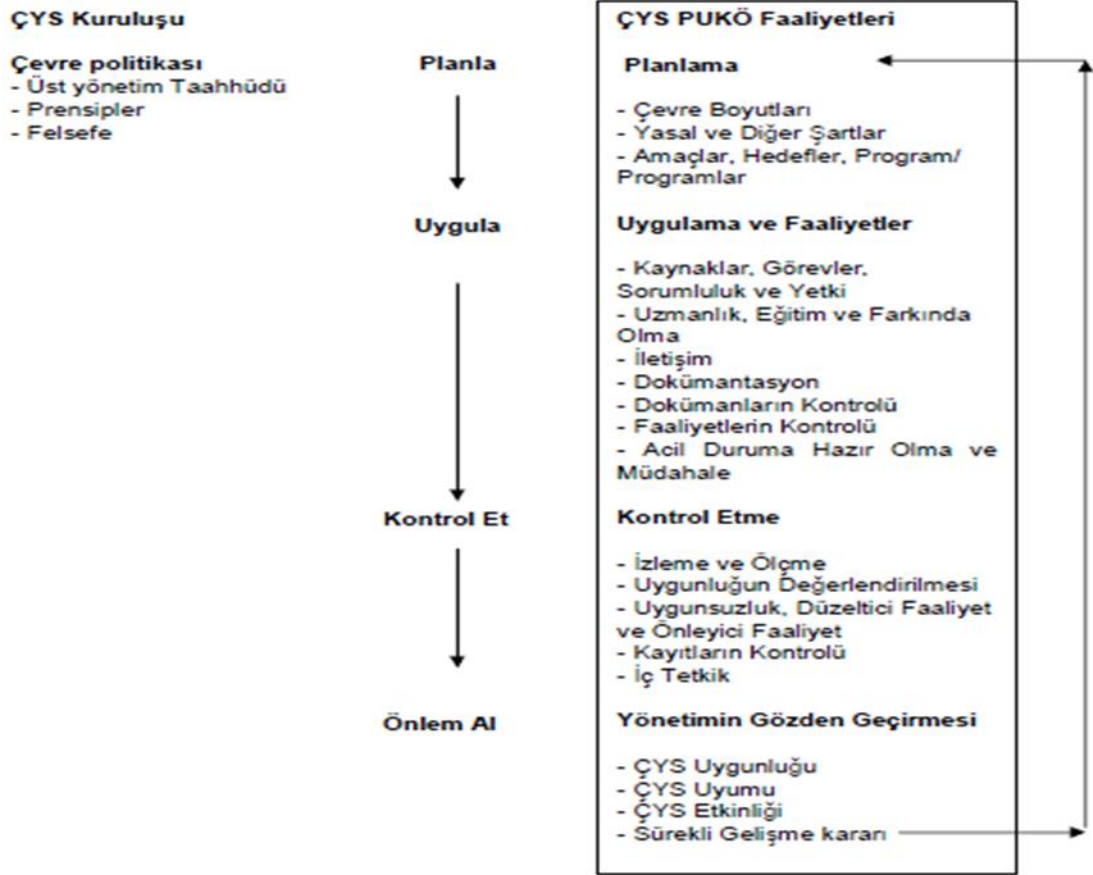 ÇYS Kuruluşu
Çevre politikası
- Üst yönetim Taahhüdü
- Prensipler
- Felsefe
Planla
Uygula
Kontrol Et
Önlem Al
ÇYS PUKÖ Faaliyetleri
Planlama
- Çevre Boyutları
- Yasal ve Diğer Şartlar
- Amaçlar, Hedefler, Program/
Programlar
Uygulama ve Faaliyetler
- Kaynaklar, Görevler,
Sorumluluk ve Yetki
- Uzmanlık, Eğitim ve Farkında
Olma
- İletişim
- Dokümantasyon
- Dokümanların Kontrolü
- Faaliyetlerin Kontrolü
- Acil Duruma Hazır Olma ve
Müdahale
Kontrol Etme
- İzleme ve Ölçme
- Uygunluğun Değerlendirilmesi
- Uygunsuzluk, Düzeltici Faaliyet
ve Önleyici Faaliyet
- Kayıtların Kontrolü
- İç Tetkik
Yönetimin Gözden Geçirmesi
- ÇYS Uygunluğu
- ÇYS Uyumu
- ÇYS Etkinliği
- Sürekli Gelişme kararı